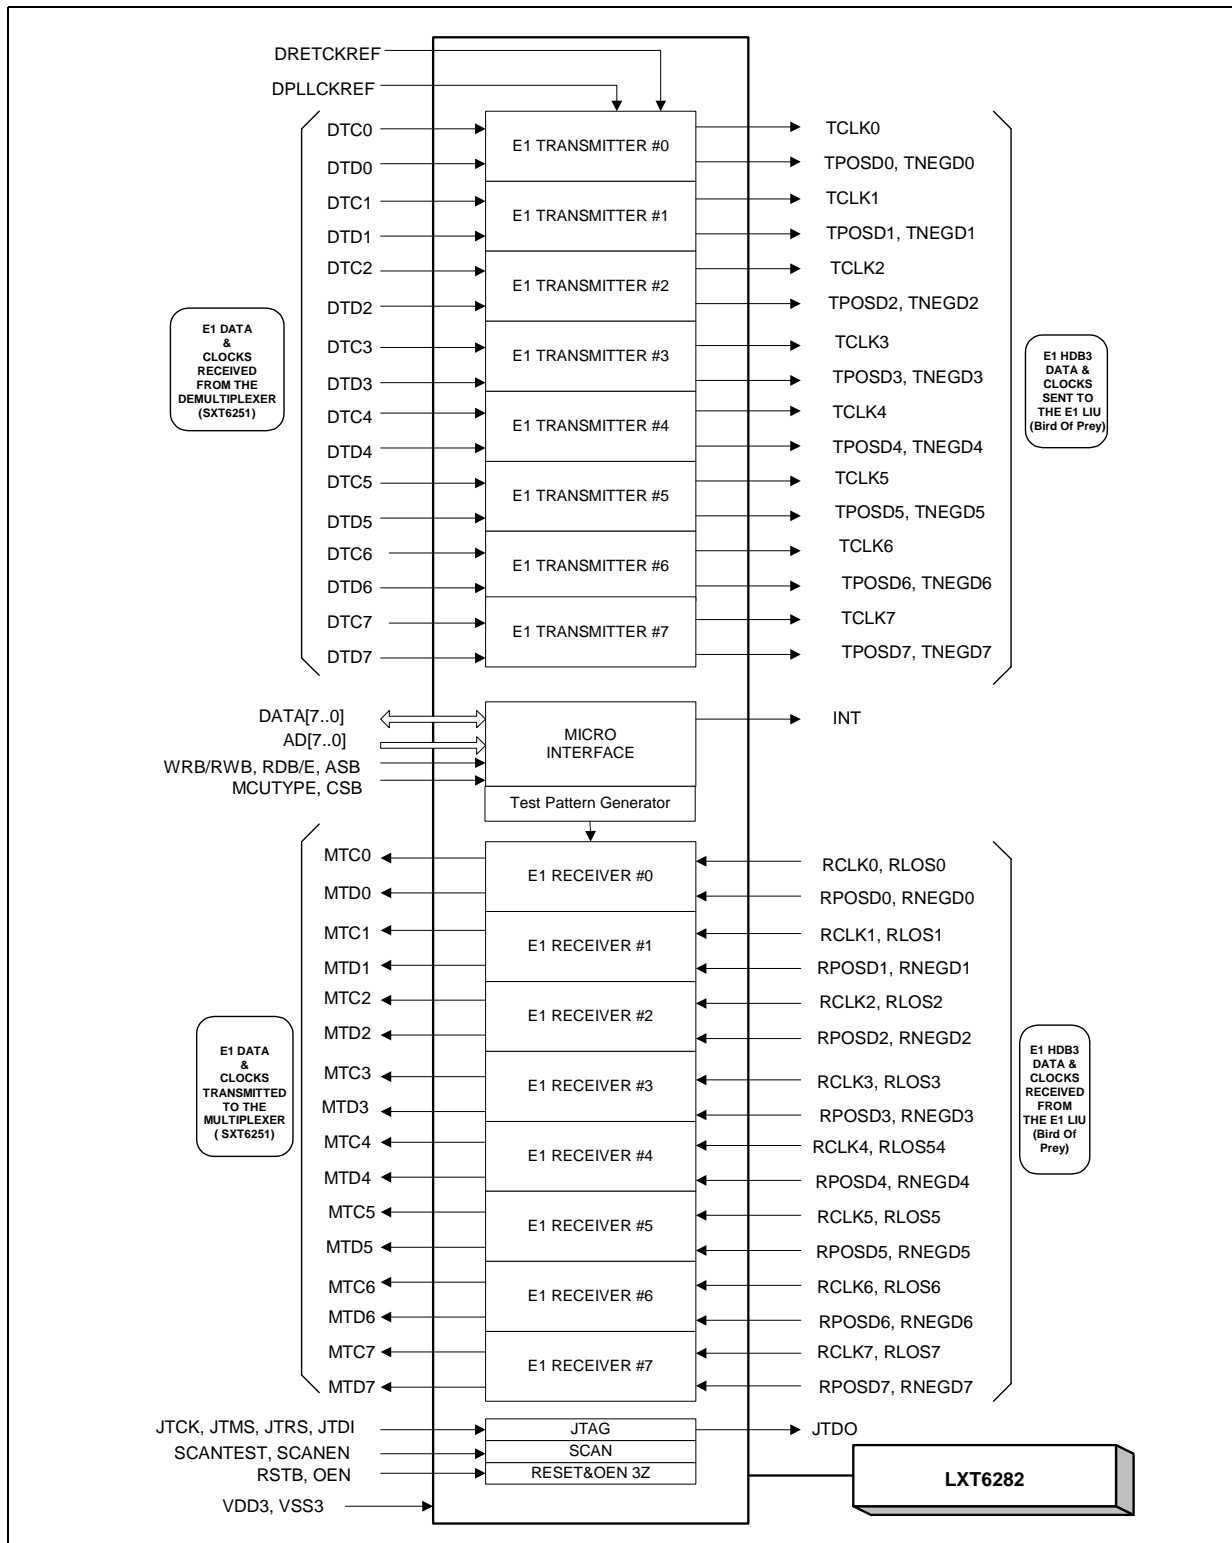 DRETCKREF
DPLLCKREF
DTC0
E1 TRANSMITTER #0
TCLK0
DTD0
TPOSD0, TNEGD0
DTC1
E1 TRANSMITTER #1
TCLK1
DTD1
TPOSD1, TNEGD1
DTC2
E1 TRANSMITTER #2
TCLK2
DTD2
TPOSD2, TNEGD2
DTC3
E1 TRANSMITTER #3
TCLK3
DTD3
TPOSD3, TNEGD3
DTC4
E1 TRANSMITTER #4
TCLK4
DTD4
TPOSD4, TNEGD4
DTC5
E1 TRANSMITTER #5
TCLK5
DTD5
TPOSD5, TNEGD5
DTC6
E1 TRANSMITTER #6
TCLK6
DTD6
TPOSD6, TNEGD6
DTC7
E1 TRANSMITTER #7
TCLK7
DTD7
TPOSD7, TNEGD7
E1 DATA
&
CLOCKS
RECEIVED
FROM THE
DEMULTIPLEXER
(SXT6251)
E1 HDB3
DATA &
CLOCKS
SENT TO
THE E1 LIU
(Bird Of Prey)
DATA[7..0]
AD[7..0]
WRB/RWB, RDB/E, ASB
MCUTYPE, CSB
MICRO
INTERFACE
INT
Test Pattern Generator
MTC0
E1 RECEIVER #0
RCLK0, RLOS0
MTD0
RPOSD0, RNEGD0
MTC1
E1 RECEIVER #1
RCLK1, RLOS1
MTD1
RPOSD1, RNEGD1
MTC2
E1 RECEIVER #2
RCLK2, RLOS2
MTD2
RPOSD2, RNEGD2
MTC3
E1 RECEIVER #3
RCLK3, RLOS3
MTD3
RPOSD3, RNEGD3
MTC4
E1 RECEIVER #4
RCLK4, RLOS54
MTD4
RPOSD4, RNEGD4
MTC5
E1 RECEIVER #5
RCLK5, RLOS5
MTD5
RPOSD5, RNEGD5
MTC6
E1 RECEIVER #6
RCLK6, RLOS6
MTD6
RPOSD6, RNEGD6
MTC7
E1 RECEIVER #7
RCLK7, RLOS7
MTD7
RPOSD7, RNEGD7
E1 DATA
&
CLOCKS
TRANSMITTED
TO THE
MULTIPLEXER
( SXT6251)
E1 HDB3
DATA &
CLOCKS
RECEIVED
FROM
THE E1 LIU
(Bird Of
Prey)
JTCK, JTMS, JTRS, JTDI
JTAG
JTDO
SCANTEST, SCANEN
SCAN
RSTB, OEN
RESET&OEN 3Z
VDD3, VSS3
LXT6282